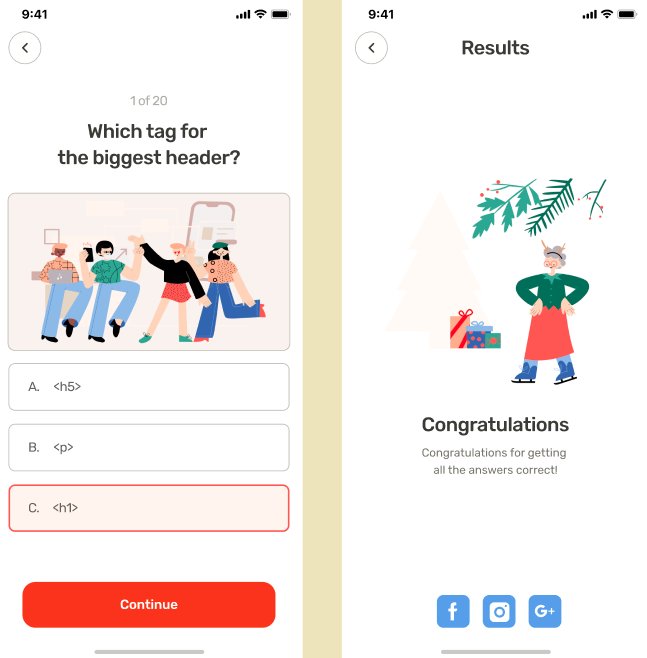 9:41
1 of 20
Which tag for
the biggest header?
A. <h5>
B. <p>
C. <h1>
Continue
9:41
Results
Congratulations
Congratulations for getting
all the answers correct!
f
G+